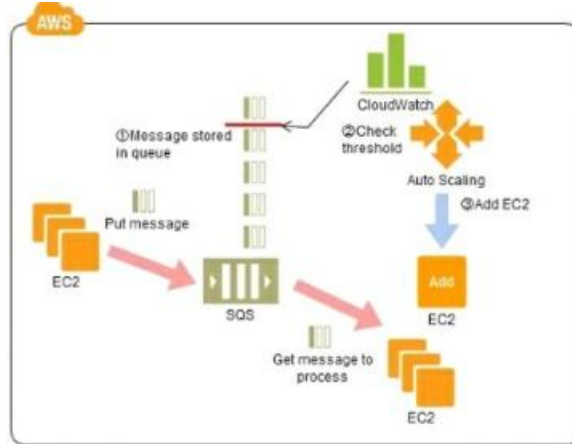 AWS
CloudWatch
①Message stored
in queue
②Check
threshold
Auto Scaling
Put message
③Add EC2
EC2
SQS
Add
EC2
Get message to
process
EC2